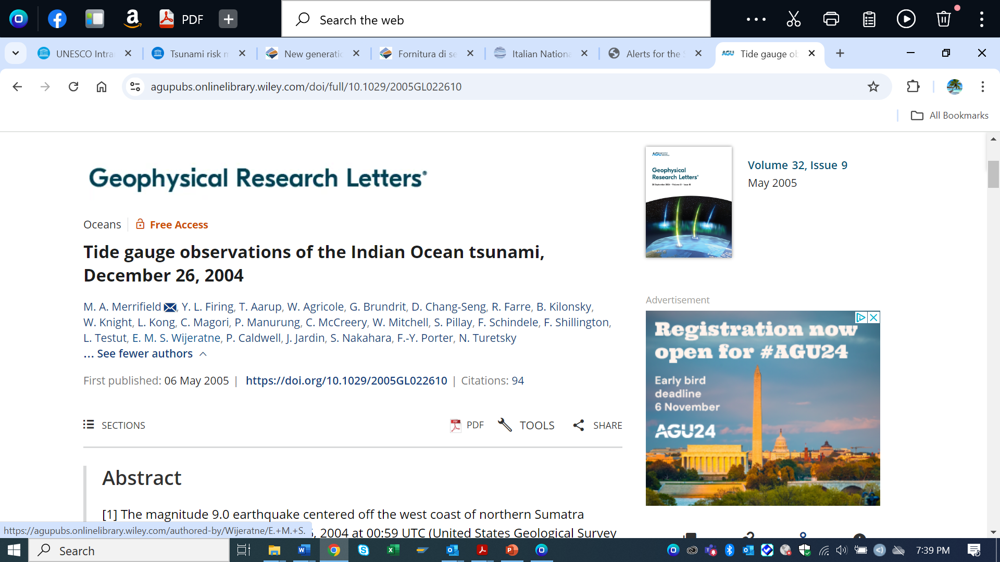 PDF
Search the web
UNESCO Intra
Tsunami risk m
New generatic
Fornitura di se
Italian Nationa
Alerts for the S
AGU
Tide gauge ob
agupubs.onlinelibrary.wiley.com/doi/full/10.1029/2005GL022610
All Bookmarks
Geophysical Research Letters®
AGU
Geophysical
Research Letters®
Volume 32, Issue 9
May 2005
Oceans
Free Access
Tide gauge observations of the Indian Ocean tsunami,
December 26, 2004
M. A. Merrifield, Y. L. Firing, T. Aarup, W. Agricole, G. Brundrit, D. Chang-Seng, R. Farre, B. Kilonsky,
W. Knight, L. Kong, C. Magori, P. Manurung, C. McCreery, W. Mitchell, S. Pillay, F. Schindele, F. Shillington,
L. Testut, E. M. S. Wijeratne, P. Caldwell, J. Jardin, S. Nakahara, F.-Y. Porter, N. Turetsky
... See fewer authors
First published: 06 May 2005 | https://doi.org/10.1029/2005GL022610 | Citations: 94
SECTIONS
PDF
TOOLS
SHARE
Abstract
[1] The magnitude 9.0 earthquake centered off the west coast of northern Sumatra
, 2004 at 00:59 UTC (United States Geological Survey
Advertisement
Registration now
open for #AGU24
Early bird
deadline
6 November
AGU24
https://agupubs.onlinelibrary.wiley.com/authored-by/Wijeratne/E.+M.+S.
Search
7:39 PM